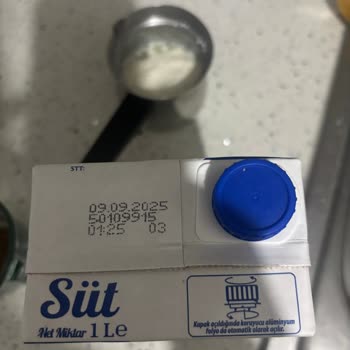 STT:
09.09.2025
50109915
01:25 03
Süt
Net Miktar 1 Le
Kapak açıldığında koruyucu alüminyum
folyo da otomatik olarak açılır.